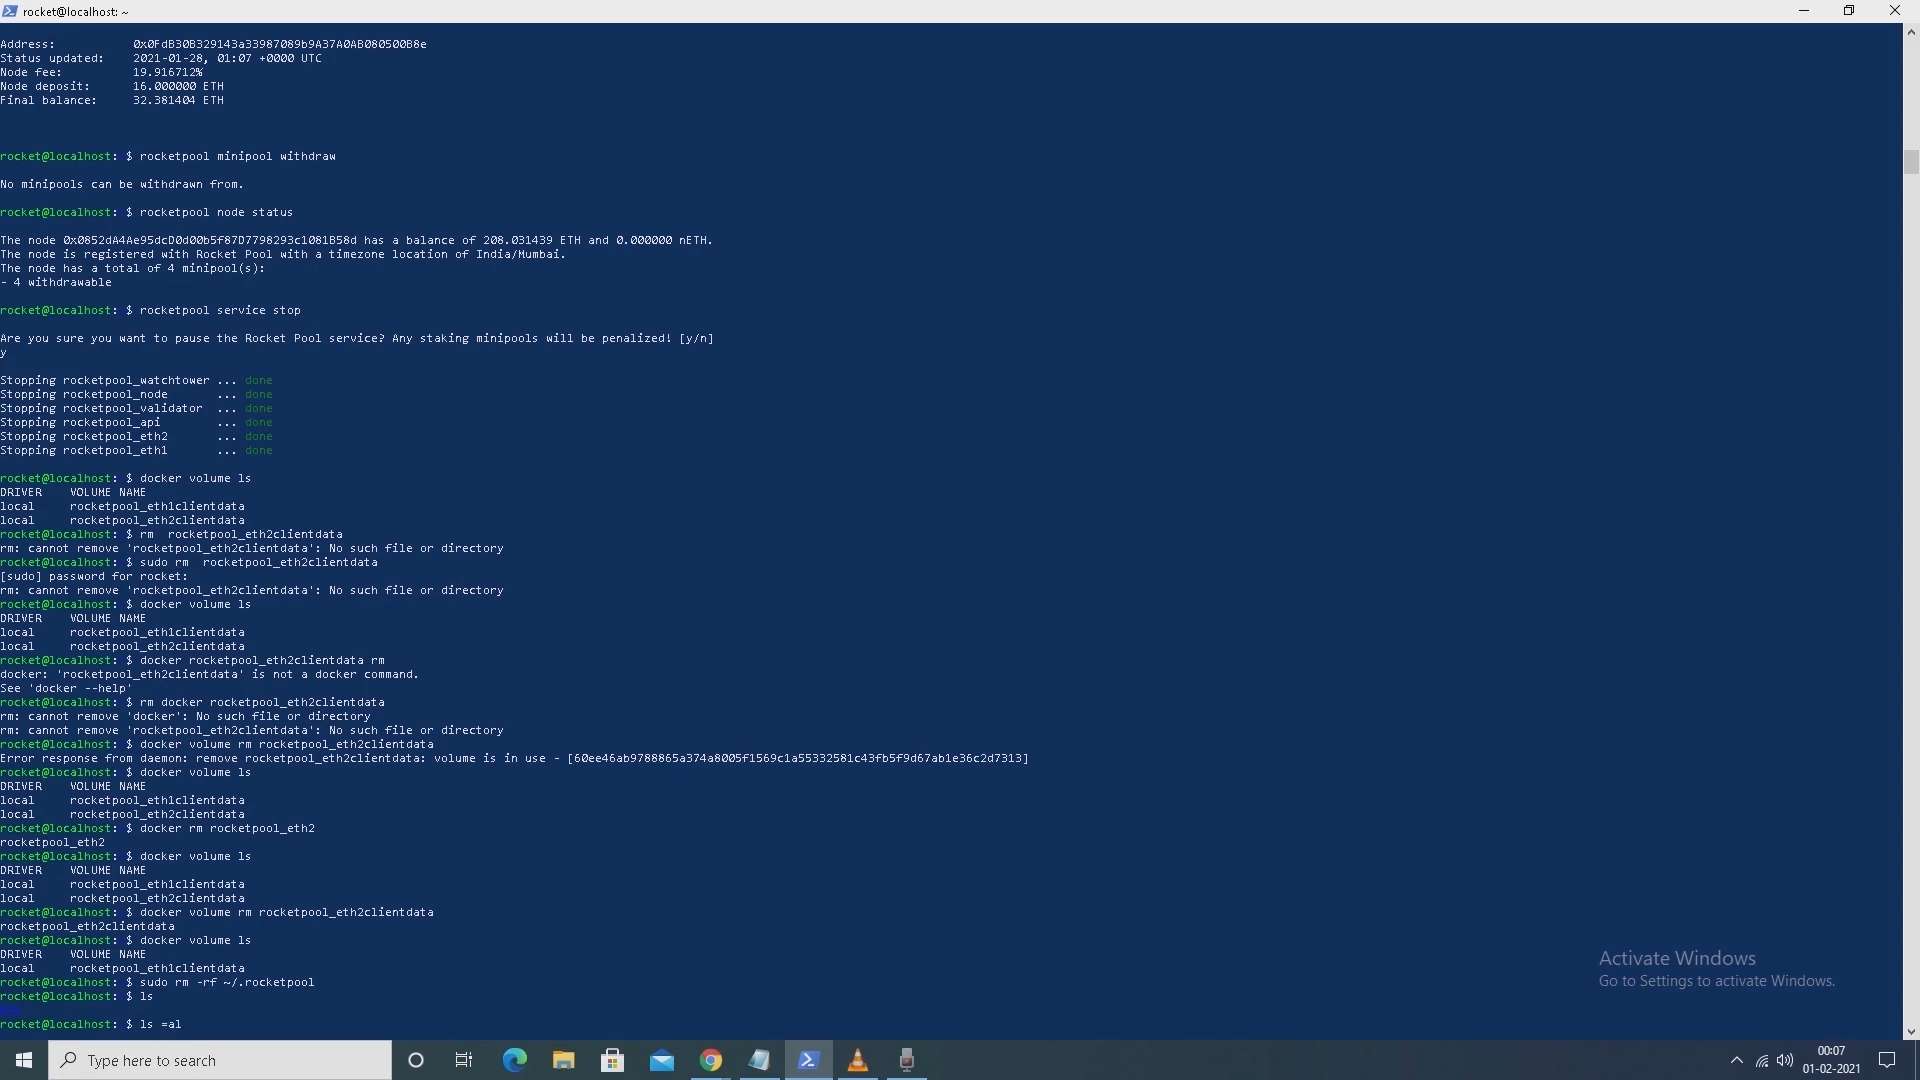 rocket@localhost: ~
Address: 0x0FdB30B329143a33987089b9A37A0AB080500B8e
Status updated: 2021-01-28, 01:07 +0000 UTC
Node fee: 19.916712%
Node deposit: 16.000000 ETH
Final balance: 32.381404 ETH
rocket@localhost: $ rocketpool minipool withdraw
No minipools can be withdrawn from.
rocket@localhost: $ rocketpool node status
The node 0x0852dA4Ae95dcD0d00b5f87D7798293c1081B58d has a balance of 208.031439 ETH and 0.000000 nETH.
The node is registered with Rocket Pool with a timezone location of India/Mumbai.
The node has a total of 4 minipool(s):
- 4 withdrawable
rocket@localhost: $ rocketpool service stop
Are you sure you want to pause the Rocket Pool service? Any staking minipools will be penalized! [y/n]
y
Stopping rocketpool_watchtower ... done
Stopping rocketpool_node ... done
Stopping rocketpool_validator ... done
Stopping rocketpool_api ... done
Stopping rocketpool_eth2 ... done
Stopping rocketpool_eth1 ... done
rocket@localhost: $ docker volume ls
DRIVER VOLUME NAME
local rocketpool_eth1clientdata
local rocketpool_eth2clientdata
rocket@localhost: $ rm  rocketpool_eth2clientdata
rm: cannot remove 'rocketpool_eth2clientdata': No such file or directory
rocket@localhost: $ sudo rm  rocketpool_eth2clientdata
[sudo] password for rocket:
rm: cannot remove 'rocketpool_eth2clientdata': No such file or directory
rocket@localhost: $ docker volume ls
DRIVER VOLUME NAME
local rocketpool_eth1clientdata
local rocketpool_eth2clientdata
rocket@localhost: $ docker rocketpool_eth2clientdata rm
docker: 'rocketpool_eth2clientdata' is not a docker command.
See 'docker --help'
rocket@localhost: $ rm docker rocketpool_eth2clientdata
rm: cannot remove 'docker': No such file or directory
rm: cannot remove 'rocketpool_eth2clientdata': No such file or directory
rocket@localhost: $ docker volume rm rocketpool_eth2clientdata
Error response from daemon: remove rocketpool_eth2clientdata: volume is in use - [60ee46ab9788865a374a8005f1569c1a55332581c43fb5f9d67ab1e36c2d7313]
rocket@localhost: $ docker volume ls
DRIVER VOLUME NAME
local rocketpool_eth1clientdata
local rocketpool_eth2clientdata
rocket@localhost: $ docker rm rocketpool_eth2
rocketpool_eth2
rocket@localhost: $ docker volume ls
DRIVER VOLUME NAME
local rocketpool_eth1clientdata
local rocketpool_eth2clientdata
rocket@localhost: $ docker volume rm rocketpool_eth2clientdata
rocketpool_eth2clientdata
rocket@localhost: $ docker volume ls
DRIVER VOLUME NAME
local rocketpool_eth1clientdata
rocket@localhost: $ sudo rm -rf ~/.rocketpool
rocket@localhost: $ ls
rocket@localhost: $ ls =al
Activate Windows
Go to Settings to activate Windows.
Type here to search
00:07
01-02-2021